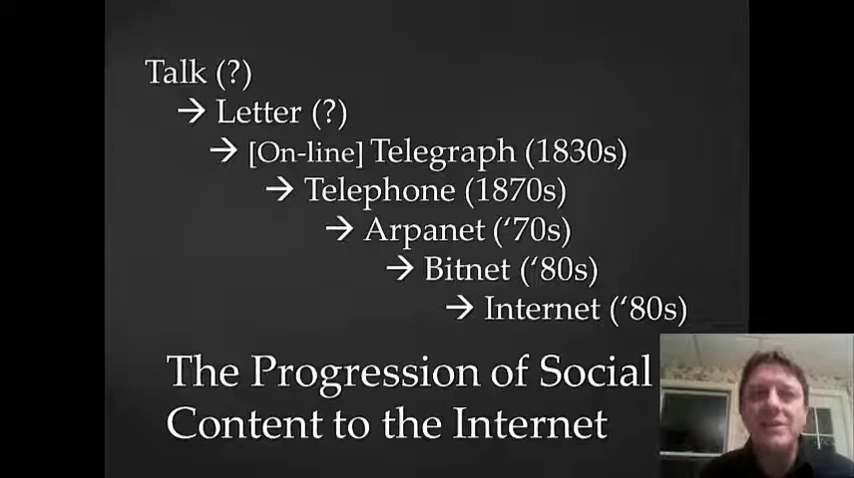 Talk (?)
→ Letter (?)
→ [On-line] Telegraph (1830s)
→ Telephone (1870s)
→ Arpanet (‘70s)
→ Bitnet (‘80s)
→ Internet (‘80s)
The Progression of Social
Content to the Internet